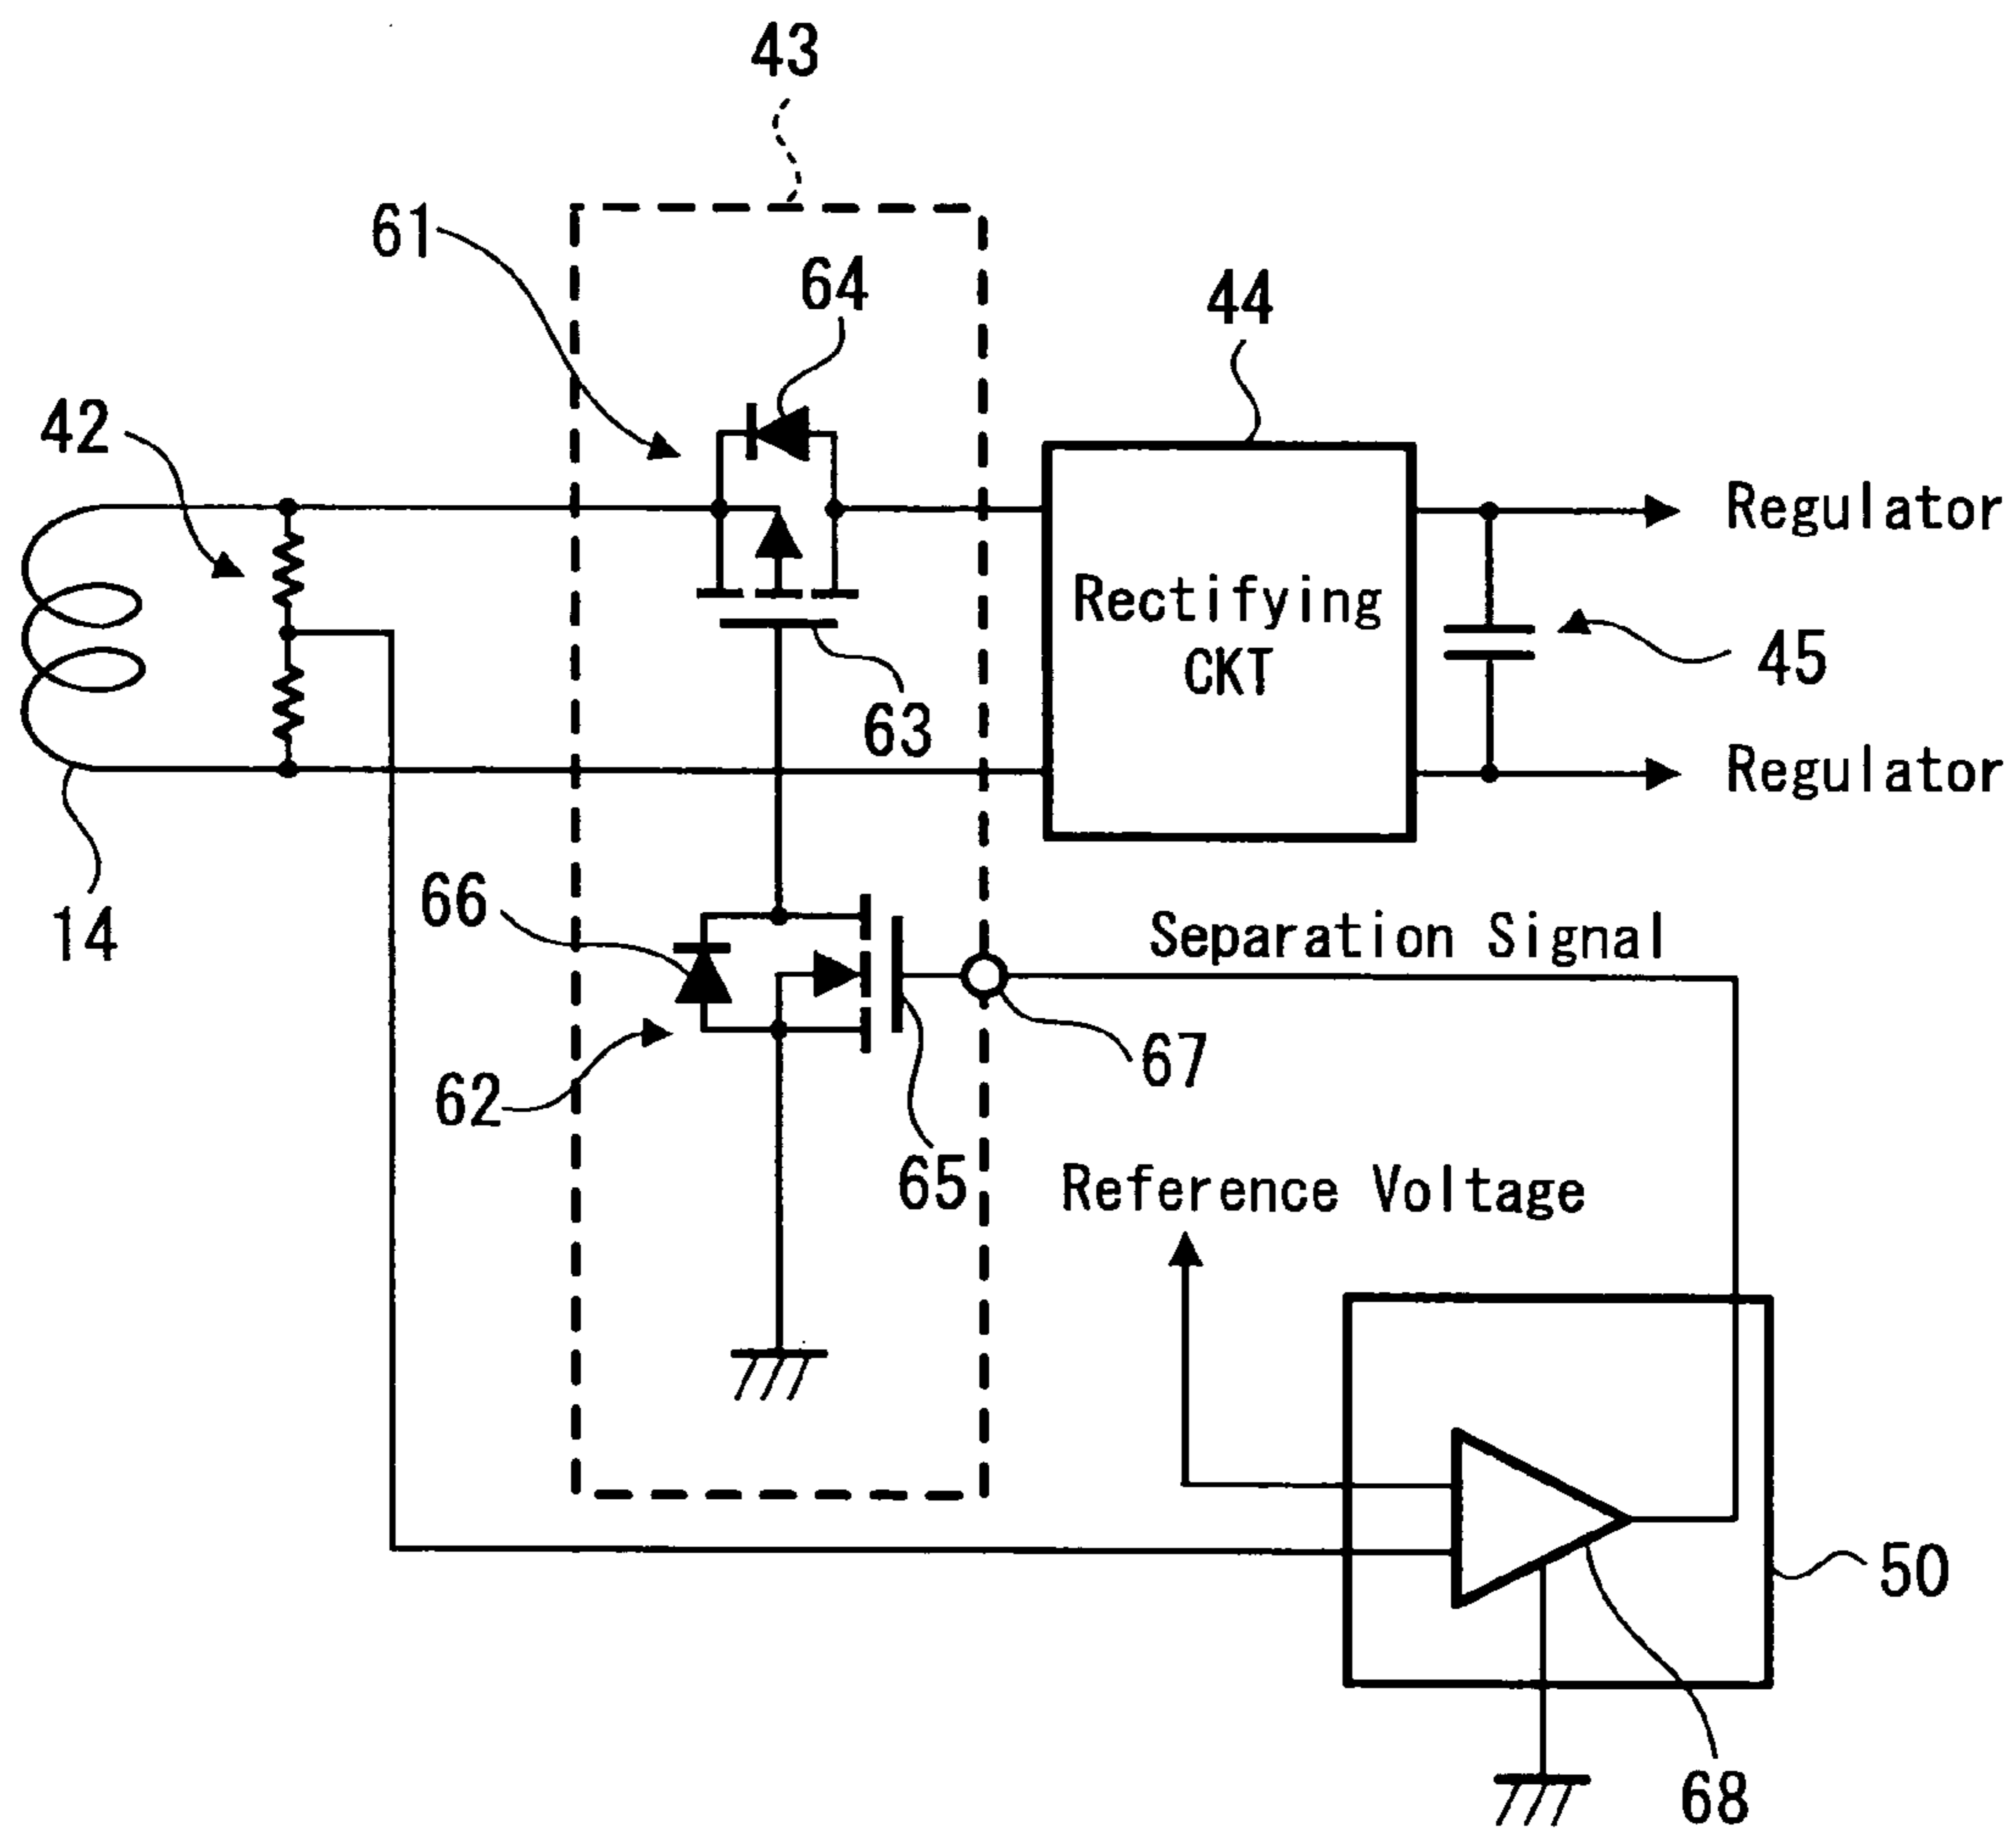 43
61
64
44
42
Regulator
Rectifying
CKT
45
63
Regulator
66
14
Separation Signal
62
67
65
Reference Voltage
50
68